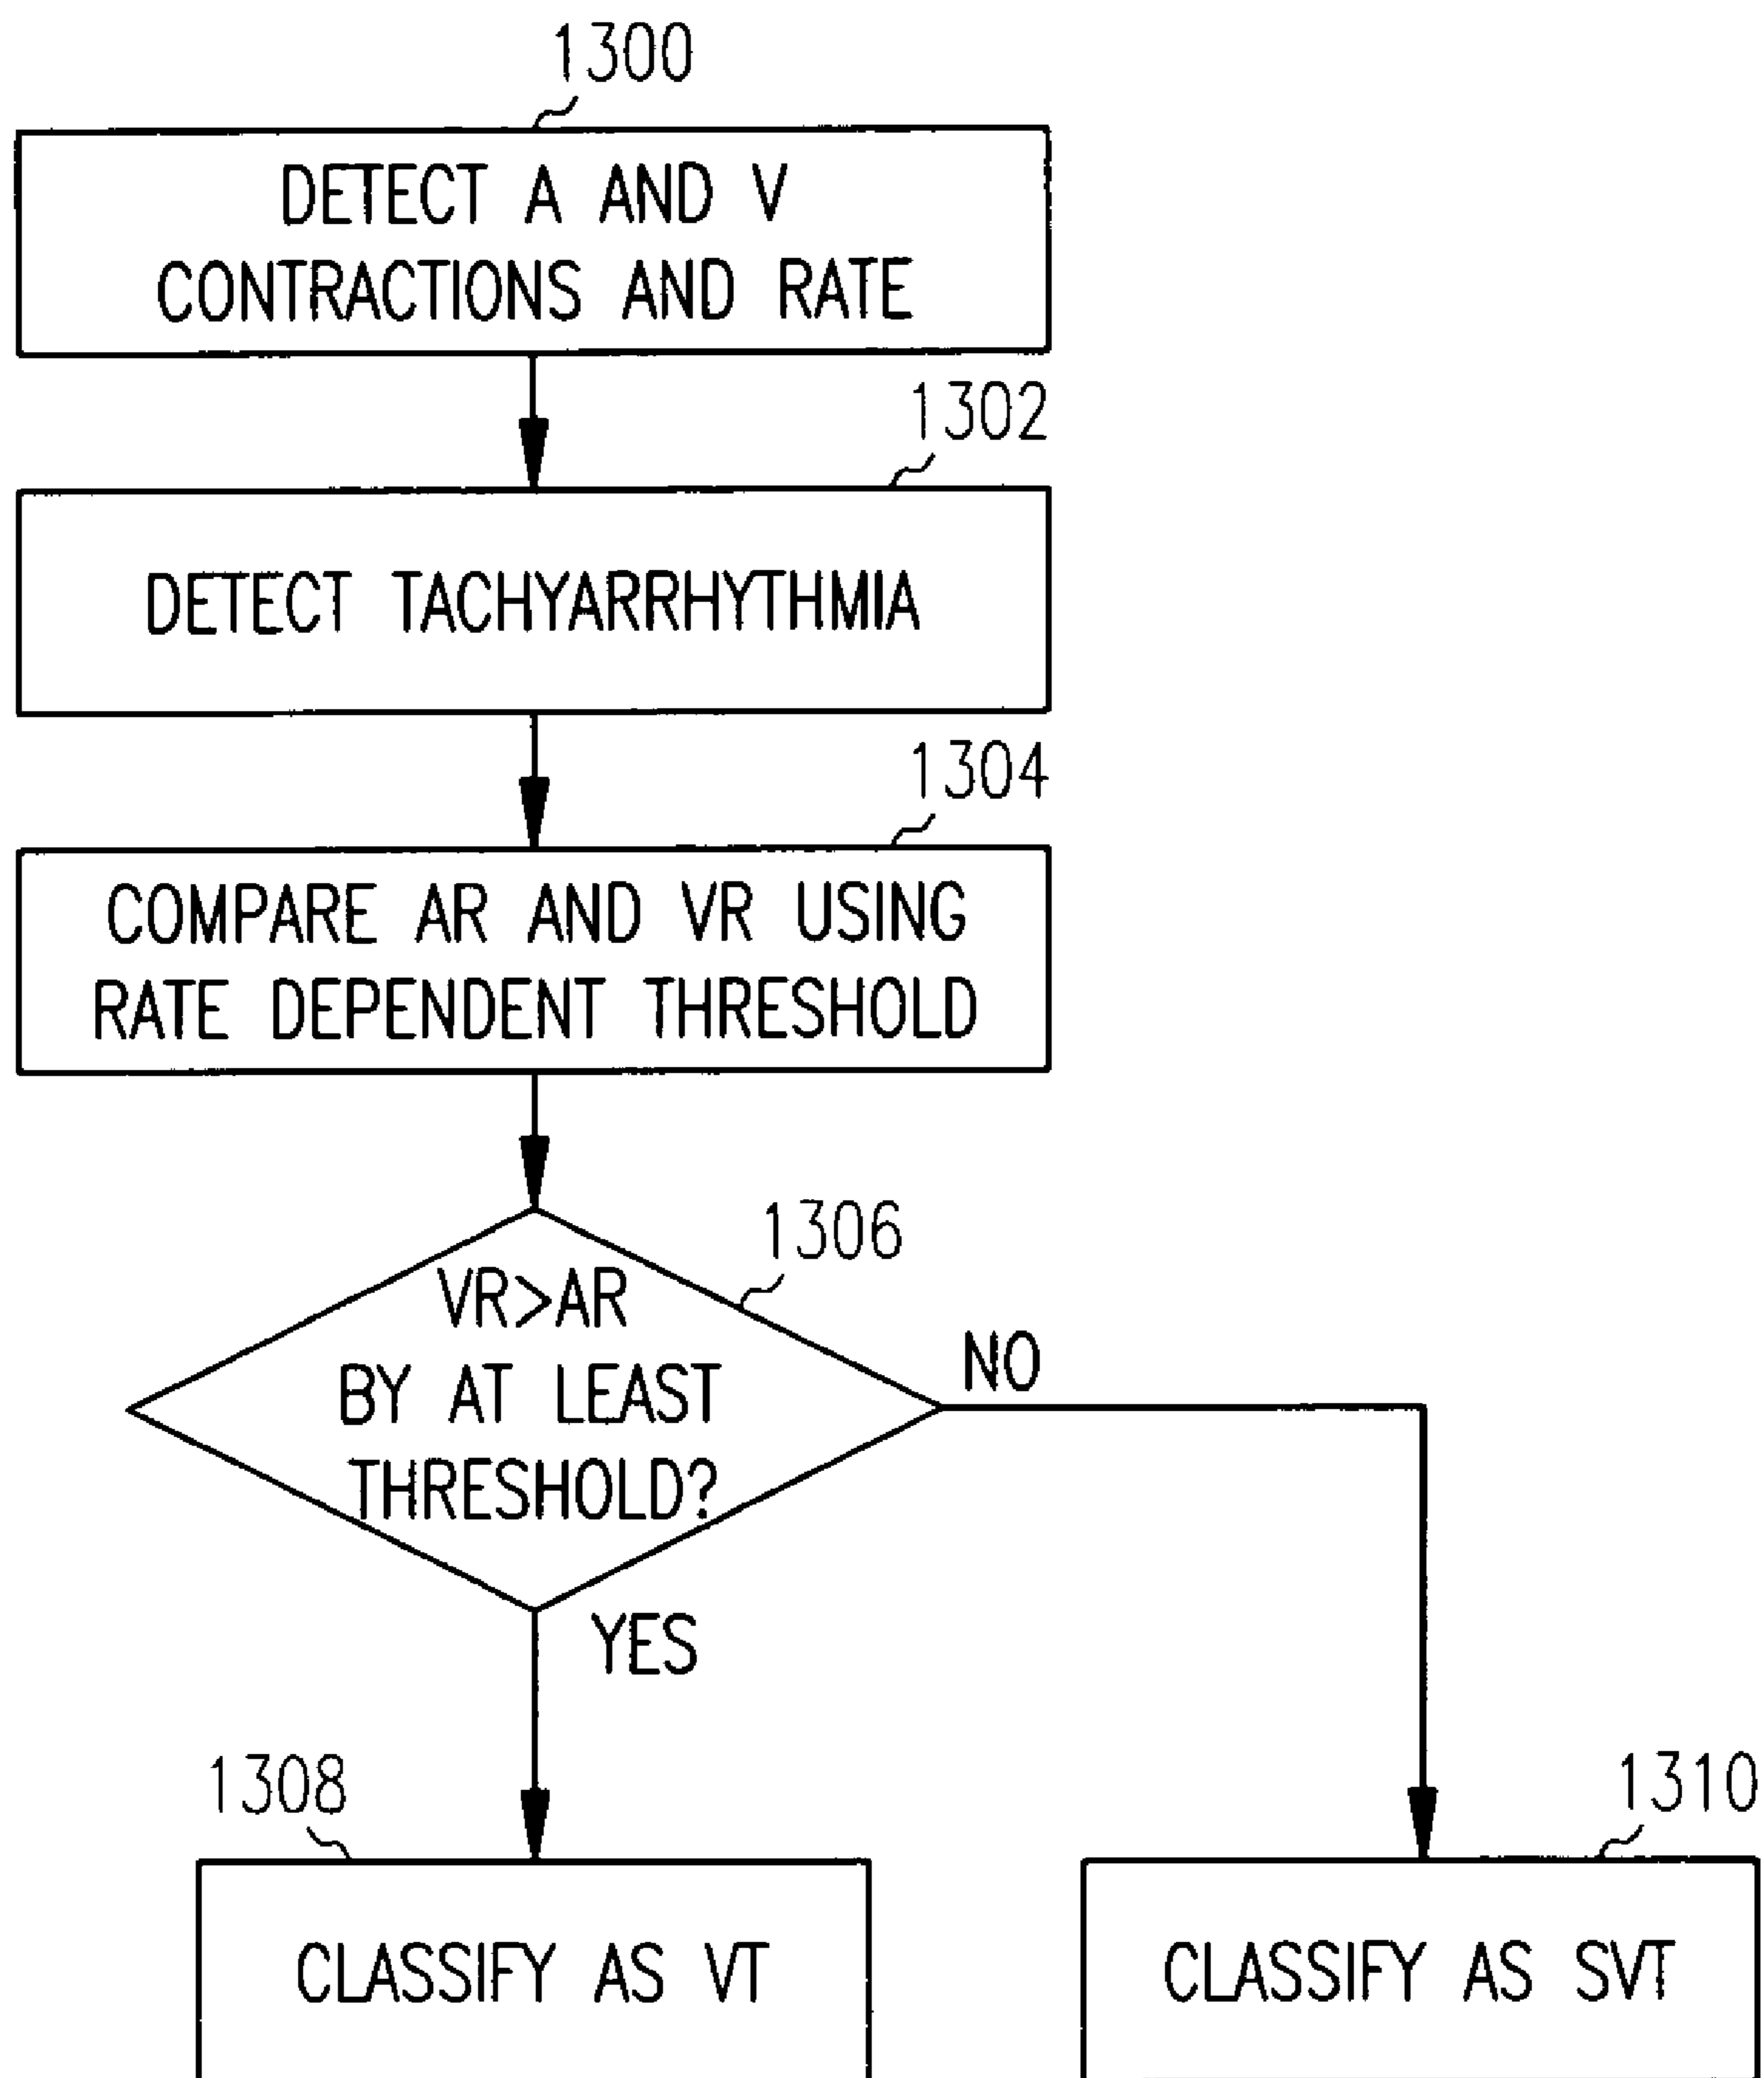 1300
DETECT A AND V
CONTRACTIONS AND RATE
1302
DETECT TACHYARRHYTHMIA
1304
COMPARE AR AND VR USING
RATE DEPENDENT THRESHOLD
1306
VR>AR
BY AT LEAST
THRESHOLD?
NO
YES
1308
CLASSIFY AS VT
1310
CLASSIFY AS SVT